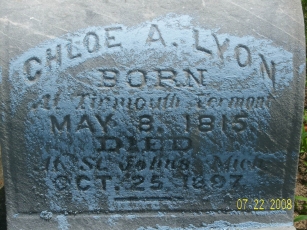 CHLOE A. LYON
BORN
At Tinmouth Vermont
MAY 8, 1815.
DIED
At St. Johns Mich
OCT. 25, 1897
07-22-2008